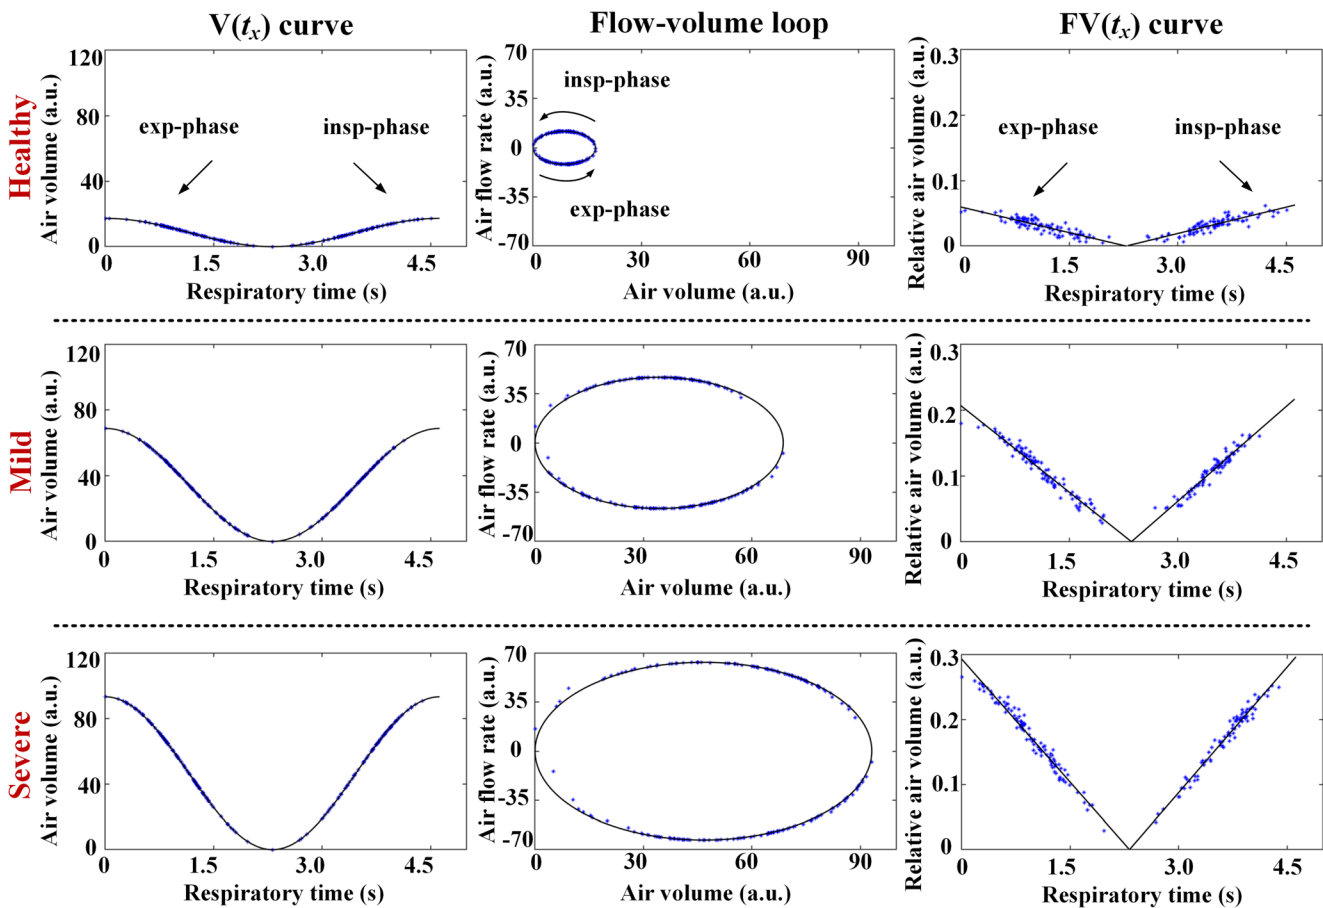 V(tx) curve
Flow-volume loop
FV(tx) curve
Healthy
Air volume (a.u.)
120
80
40
0
exp-phase
insp-phase
0 1.5 3.0 4.5
Respiratory time (s)
Air flow rate (a.u.)
70
35
0
-35
-70
insp-phase
exp-phase
0 30 60 90
Air volume (a.u.)
Relative air volume (a.u.)
0.3
0.2
0.1
0
exp-phase
insp-phase
0 1.5 3.0 4.5
Respiratory time (s)
Mild
Air volume (a.u.)
120
80
40
0
0 1.5 3.0 4.5
Respiratory time (s)
Air flow rate (a.u.)
70
35
0
-35
-70
0 30 60 90
Air volume (a.u.)
Relative air volume (a.u.)
0.3
0.2
0.1
0
0 1.5 3.0 4.5
Respiratory time (s)
Severe
Air volume (a.u.)
120
80
40
0
0 1.5 3.0 4.5
Respiratory time (s)
Air flow rate (a.u.)
70
35
0
-35
-70
0 30 60 90
Air volume (a.u.)
Relative air volume (a.u.)
0.3
0.2
0.1
0
0 1.5 3.0 4.5
Respiratory time (s)